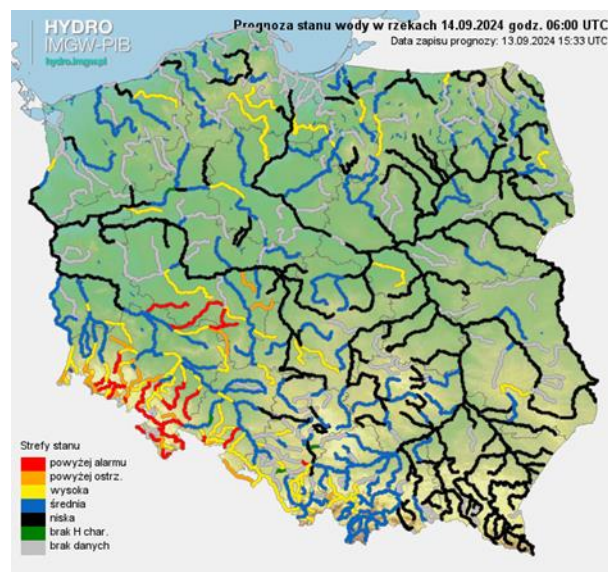 HYDRO
IMGW-PIB
hydro.imgw.pl
Prognoza stanu wody w rzekach 14.09.2024 godz. 06:00 UTC
Data zapisu prognozy: 13.09.2024 15:33 UTC
Strefy stanu
powyżej alarmu
powyżej ostrz.
wysoka
średnia
niska
brak H char.
brak danych